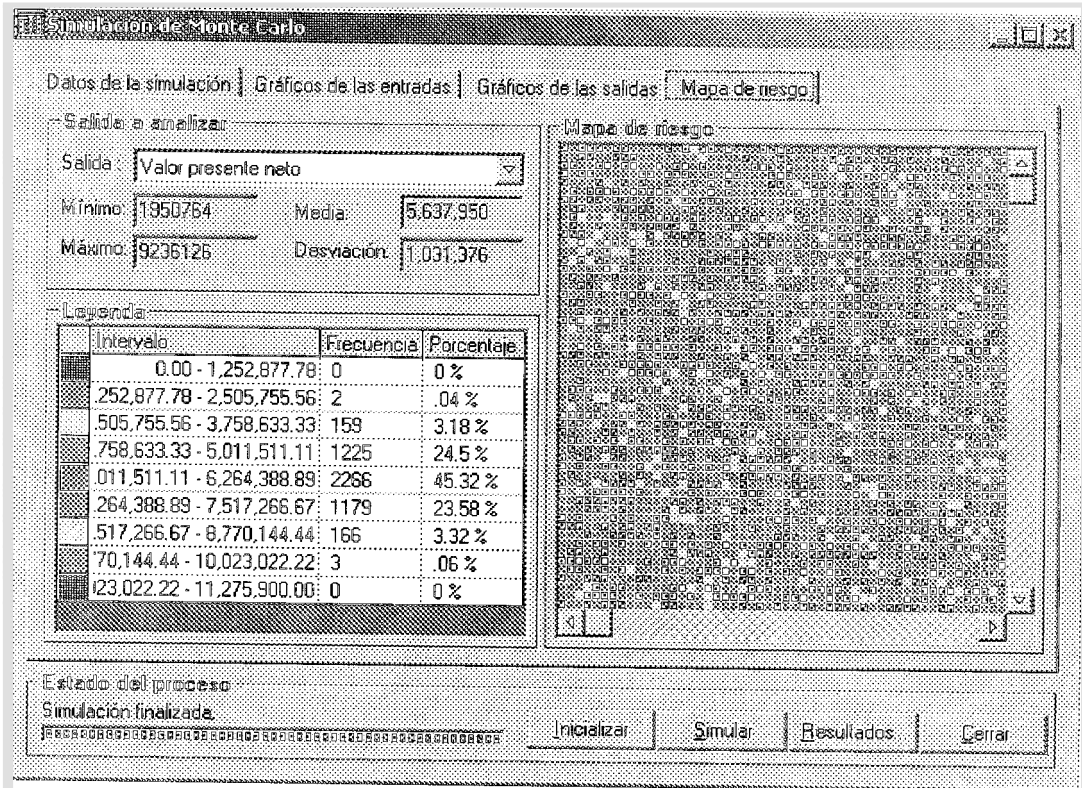 Simulación de Monte Carlo
Datos de la simulación Gráficos de las entradas Gráficos de las salidas Mapa de riesgo
Salida a analizar
Salida : Valor presente neto
Mínimo: 1950764 Media: 5,637,950
Máximo: 9236126 Desviación: 1,031,376
Leyenda
Intervalo Frecuencia Porcentaje
0.00 - 1,252,877.78 0 0 %
.252,877.78 - 2,505,755.56 2 .04 %
.505,755.56 - 3,758,633.33 159 3.18 %
.758,633.33 - 5,011,511.11 1225 24.5 %
.011,511.11 - 6,264,388.89 2266 45.32 %
.264,388.89 - 7,517,266.67 1179 23.58 %
.517,266.67 - 8,770,144.44 166 3.32 %
70,144.44 - 10,023,022.22 3 .06 %
023,022.22 - 11,275,900.00 0 0 %
Mapa de riesgo
Estado del proceso
Simulación finalizada.
Inicializar Simular Resultados Cerrar